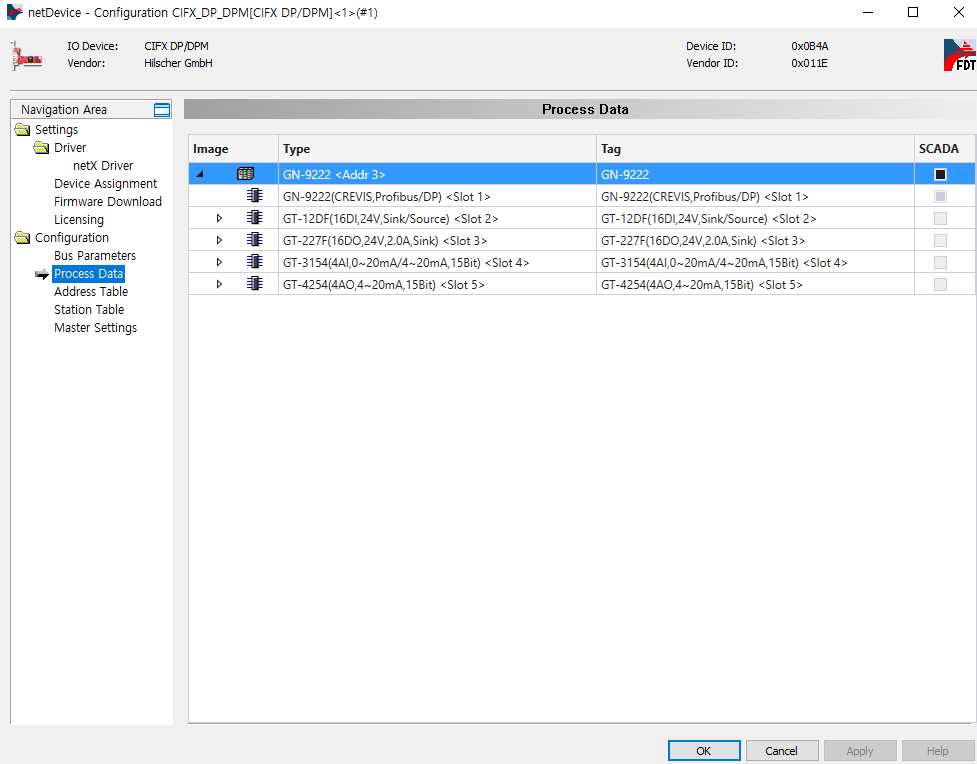 netDevice - Configuration CIFX_DP_DPM[CIFX DP/DPM]<1>(#1)
IO Device: CIFX DP/DPM Device ID: 0x0B4A
Vendor: Hilscher GmbH Vendor ID: 0x011E
FDT
Navigation Area
Settings
Driver
netX Driver
Device Assignment
Firmware Download
Licensing
Configuration
Bus Parameters
Process Data
Address Table
Station Table
Master Settings
Process Data
Image Type Tag SCADA
GN-9222 <Addr 3> GN-9222
GN-9222(CREVIS,Profibus/DP) <Slot 1> GN-9222(CREVIS,Profibus/DP) <Slot 1>
GT-12DF(16DI,24V,Sink/Source) <Slot 2> GT-12DF(16DI,24V,Sink/Source) <Slot 2>
GT-227F(16DO,24V,2.0A,Sink) <Slot 3> GT-227F(16DO,24V,2.0A,Sink) <Slot 3>
GT-3154(4AI,0~20mA/4~20mA,15Bit) <Slot 4> GT-3154(4AI,0~20mA/4~20mA,15Bit) <Slot 4>
GT-4254(4AO,4~20mA,15Bit) <Slot 5> GT-4254(4AO,4~20mA,15Bit) <Slot 5>
OK Cancel Apply Help